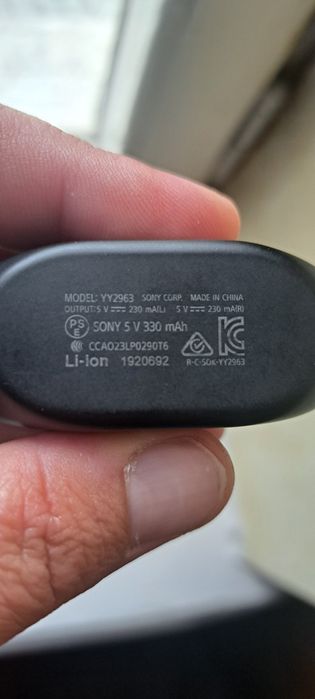 MODEL: YY2963 SONY CORP. MADE IN CHINA
OUTPUT:5 V ⎓ 230 mA(L) 5 V ⎓ 230 mA(R)
PSE SONY 5 V 330 mAh
CCAO23LP0290T6
Li-ion 1920692 R-C-SOK-YY2963